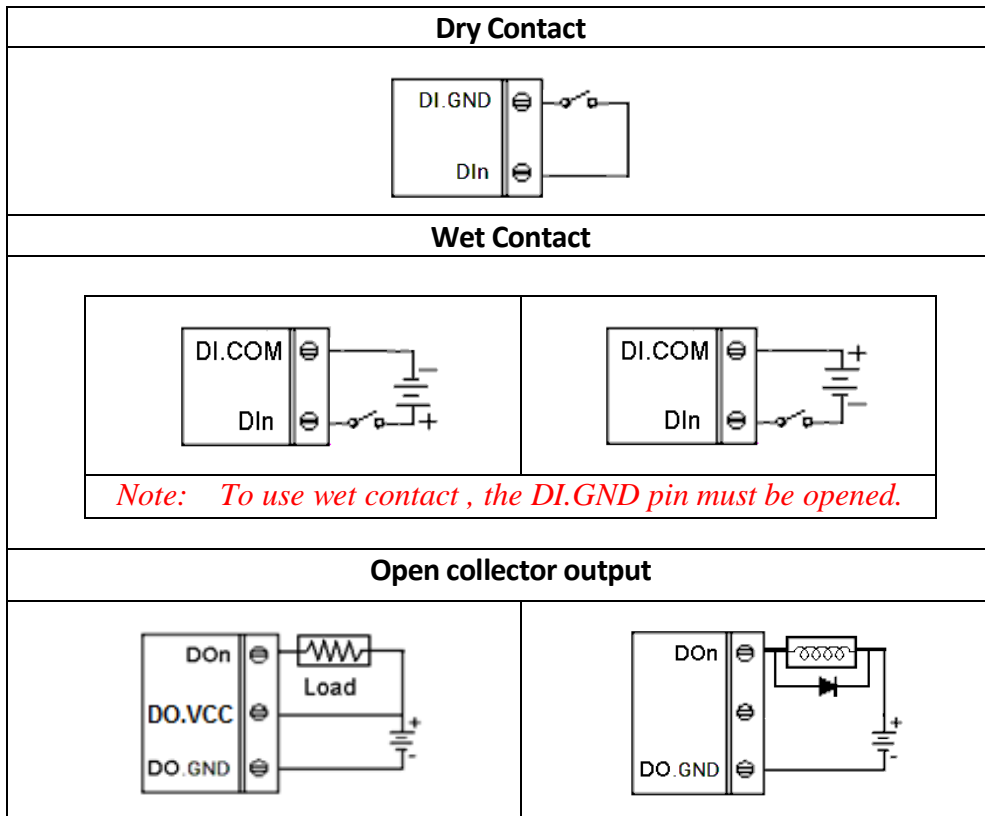 Dry Contact
DI.GND
DIn
Wet Contact
DI.COM
−
DIn
+
DI.COM
+
DIn
−
Note: To use wet contact , the DI.GND pin must be opened.
Open collector output
DOn
Load
DO.VCC
+
DO.GND
-
DOn
+
DO.GND
-